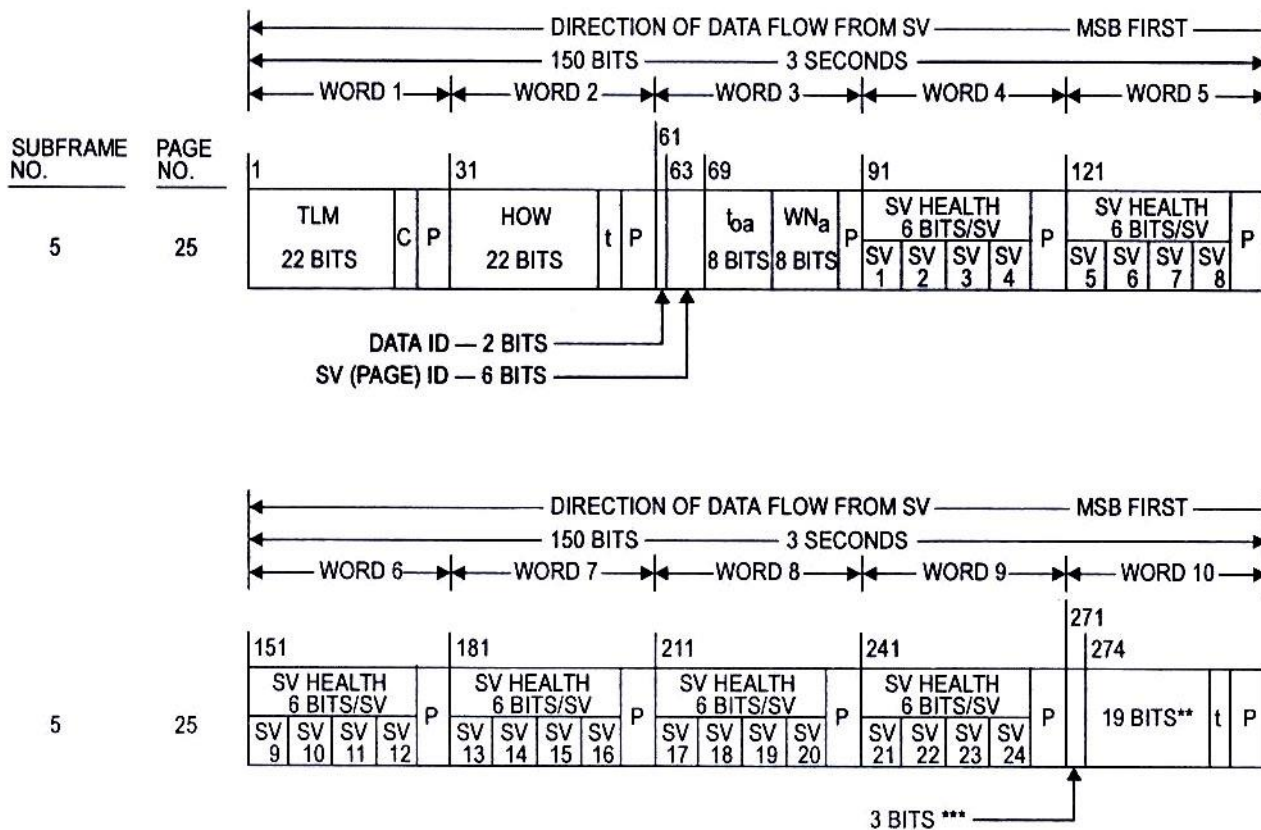 DIRECTION OF DATA FLOW FROM SV MSB FIRST
150 BITS 3 SECONDS
WORD 1 WORD 2 WORD 3 WORD 4 WORD 5
SUBFRAME NO. PAGE NO.
61
1 31 63 69 91 121
5 25
TLM 22 BITS C P
HOW 22 BITS t P
toa 8 BITS WNa 8 BITS P
SV HEALTH 6 BITS/SV P
SV 1 SV 2 SV 3 SV 4
SV HEALTH 6 BITS/SV P
SV 5 SV 6 SV 7 SV 8
DATA ID — 2 BITS
SV (PAGE) ID — 6 BITS
DIRECTION OF DATA FLOW FROM SV MSB FIRST
150 BITS 3 SECONDS
WORD 6 WORD 7 WORD 8 WORD 9 WORD 10
271
151 181 211 241 274
5 25
SV HEALTH 6 BITS/SV P
SV 9 SV 10 SV 11 SV 12
SV HEALTH 6 BITS/SV P
SV 13 SV 14 SV 15 SV 16
SV HEALTH 6 BITS/SV P
SV 17 SV 18 SV 19 SV 20
SV HEALTH 6 BITS/SV P
SV 21 SV 22 SV 23 SV 24
19 BITS** t P
3 BITS ***